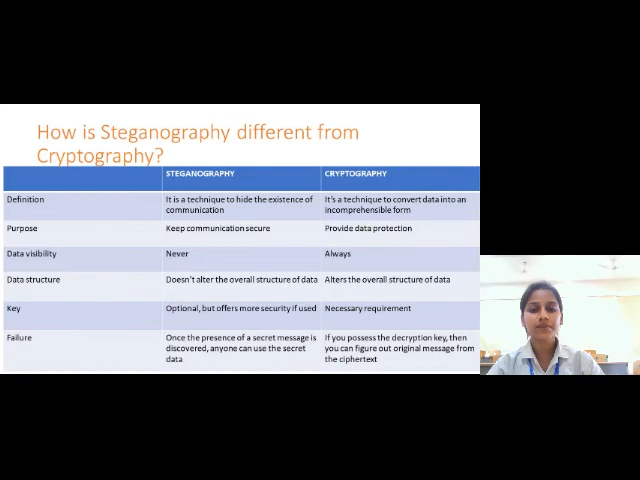 How is Steganography different from
Cryptography?
STEGANOGRAPHY CRYPTOGRAPHY
Definition It is a technique to hide the existence of It's a technique to convert data into an
communication incomprehensible form
Purpose Keep communication secure Provide data protection
Data visibility Never Always
Data structure Doesn't alter the overall structure of data Alters the overall structure of data
Key Optional, but offers more security if used Necessary requirement
Failure Once the presence of a secret message is If you possess the decryption key, then
discovered, anyone can use the secret you can figure out original message from
data the ciphertext